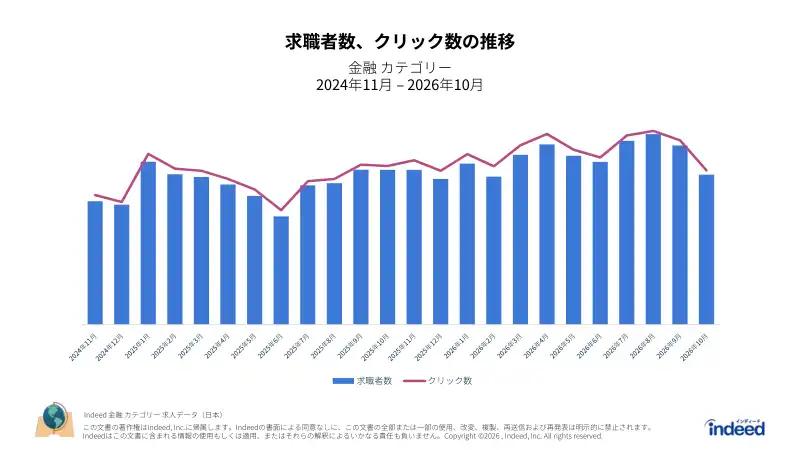 求職者数、クリック数の推移
金融 カテゴリー
2024年11月 – 2026年10月
2024年11月
2024年12月
2025年1月
2025年2月
2025年3月
2025年4月
2025年5月
2025年6月
2025年7月
2025年8月
2025年9月
2025年10月
2025年11月
2025年12月
2026年1月
2026年2月
2026年3月
2026年4月
2026年5月
2026年6月
2026年7月
2026年8月
2026年9月
2026年10月
求職者数 クリック数
Indeed 金融 カテゴリー 求人データ（日本）
この文書の著作権はIndeed, Inc.に帰属します。Indeedの書面による同意なしに、この文書の全部または一部の使用、改変、複製、再送信および再発表は明示的に禁止されます。
Indeedはこの文書に含まれる情報の使用もしくは適用、またはそれらの解釈によるいかなる責任も負いません。Copyright ©2026 , Indeed, Inc. All rights reserved.
インディード
indeed